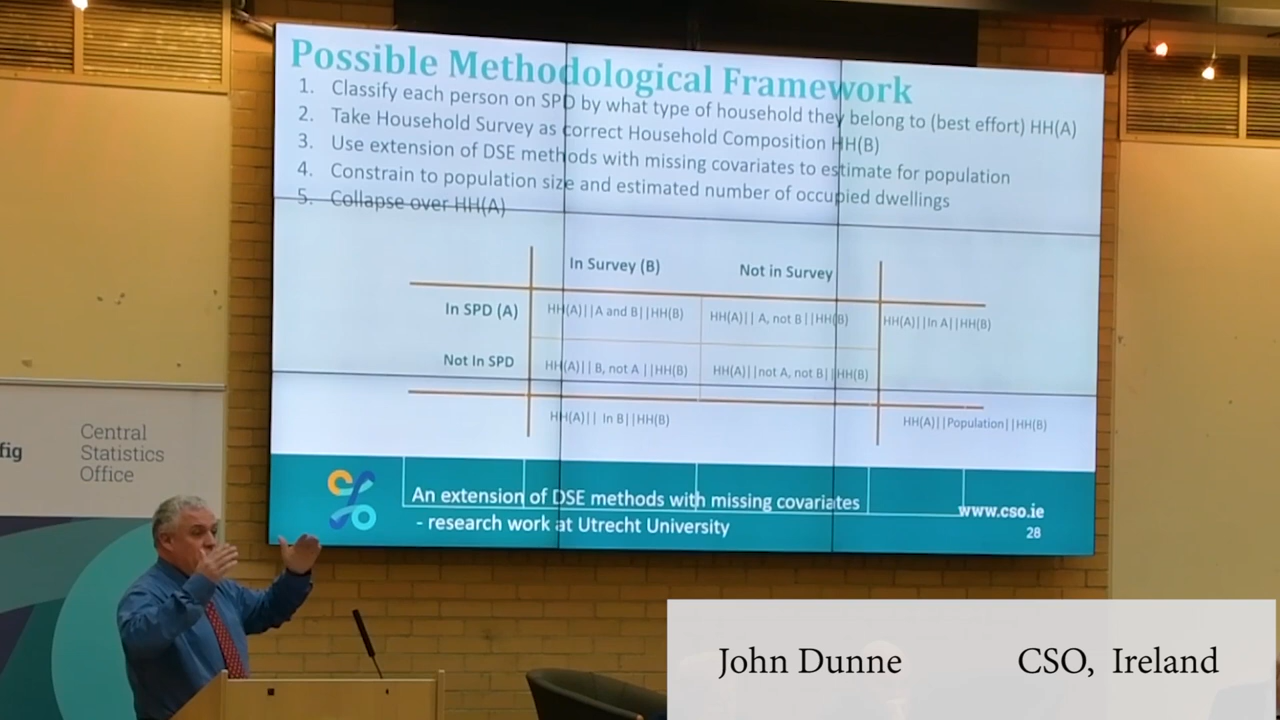 Possible Methodological Framework
1. Classify each person on SPD by what type of household they belong to (best effort) HH(A)
2. Take Household Survey as correct Household Composition HH(B)
3. Use extension of DSE methods with missing covariates to estimate for population
4. Constrain to population size and estimated number of occupied dwellings
5. Collapse over HH(A)
In Survey (B) Not in Survey
In SPD (A) HH(A)||A and B||HH(B) HH(A)|| A, not B||HH(B) HH(A)||In A||HH(B)
Not In SPD HH(A)|| B, not A ||HH(B) HH(A)||not A, not B||HH(B)
HH(A)|| In B||HH(B) HH(A)||Population||HH(B)
An extension of DSE methods with missing covariates
- research work at Utrecht University
www.cso.ie
28
fig
Central
Statistics
Office
John Dunne CSO, Ireland